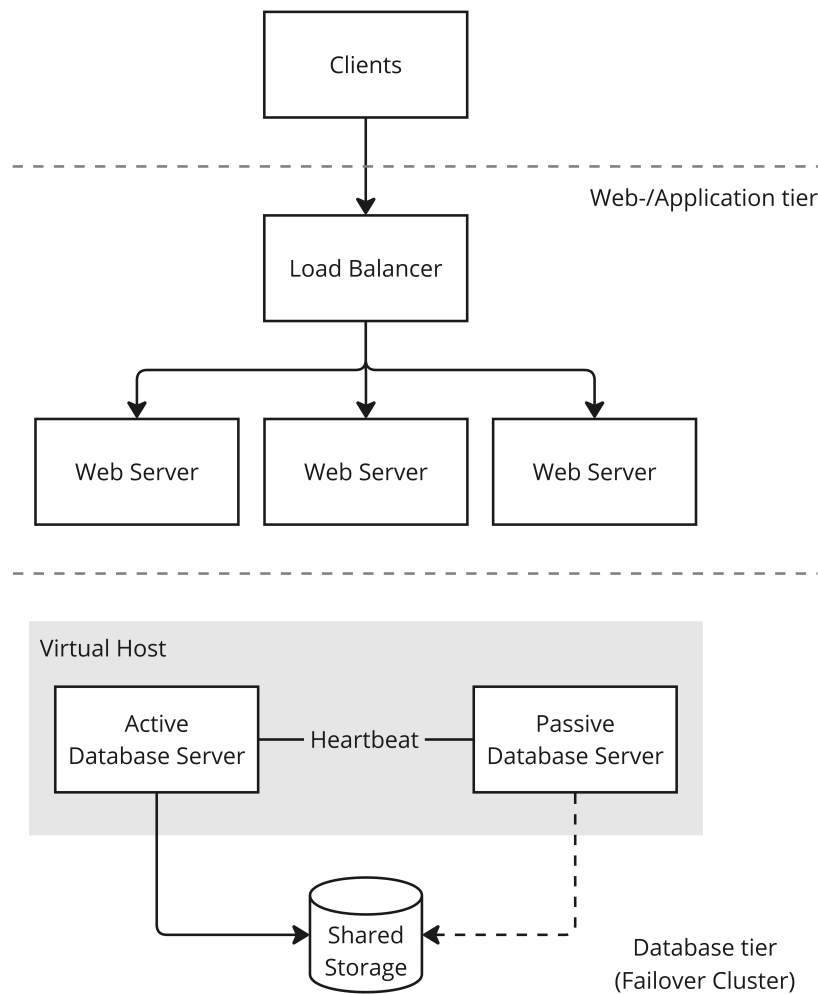 Clients
Web-/Application tier
Load Balancer
Web Server
Web Server
Web Server
Virtual Host
Active
Database Server
Heartbeat
Passive
Database Server
Shared
Storage
Database tier
(Failover Cluster)